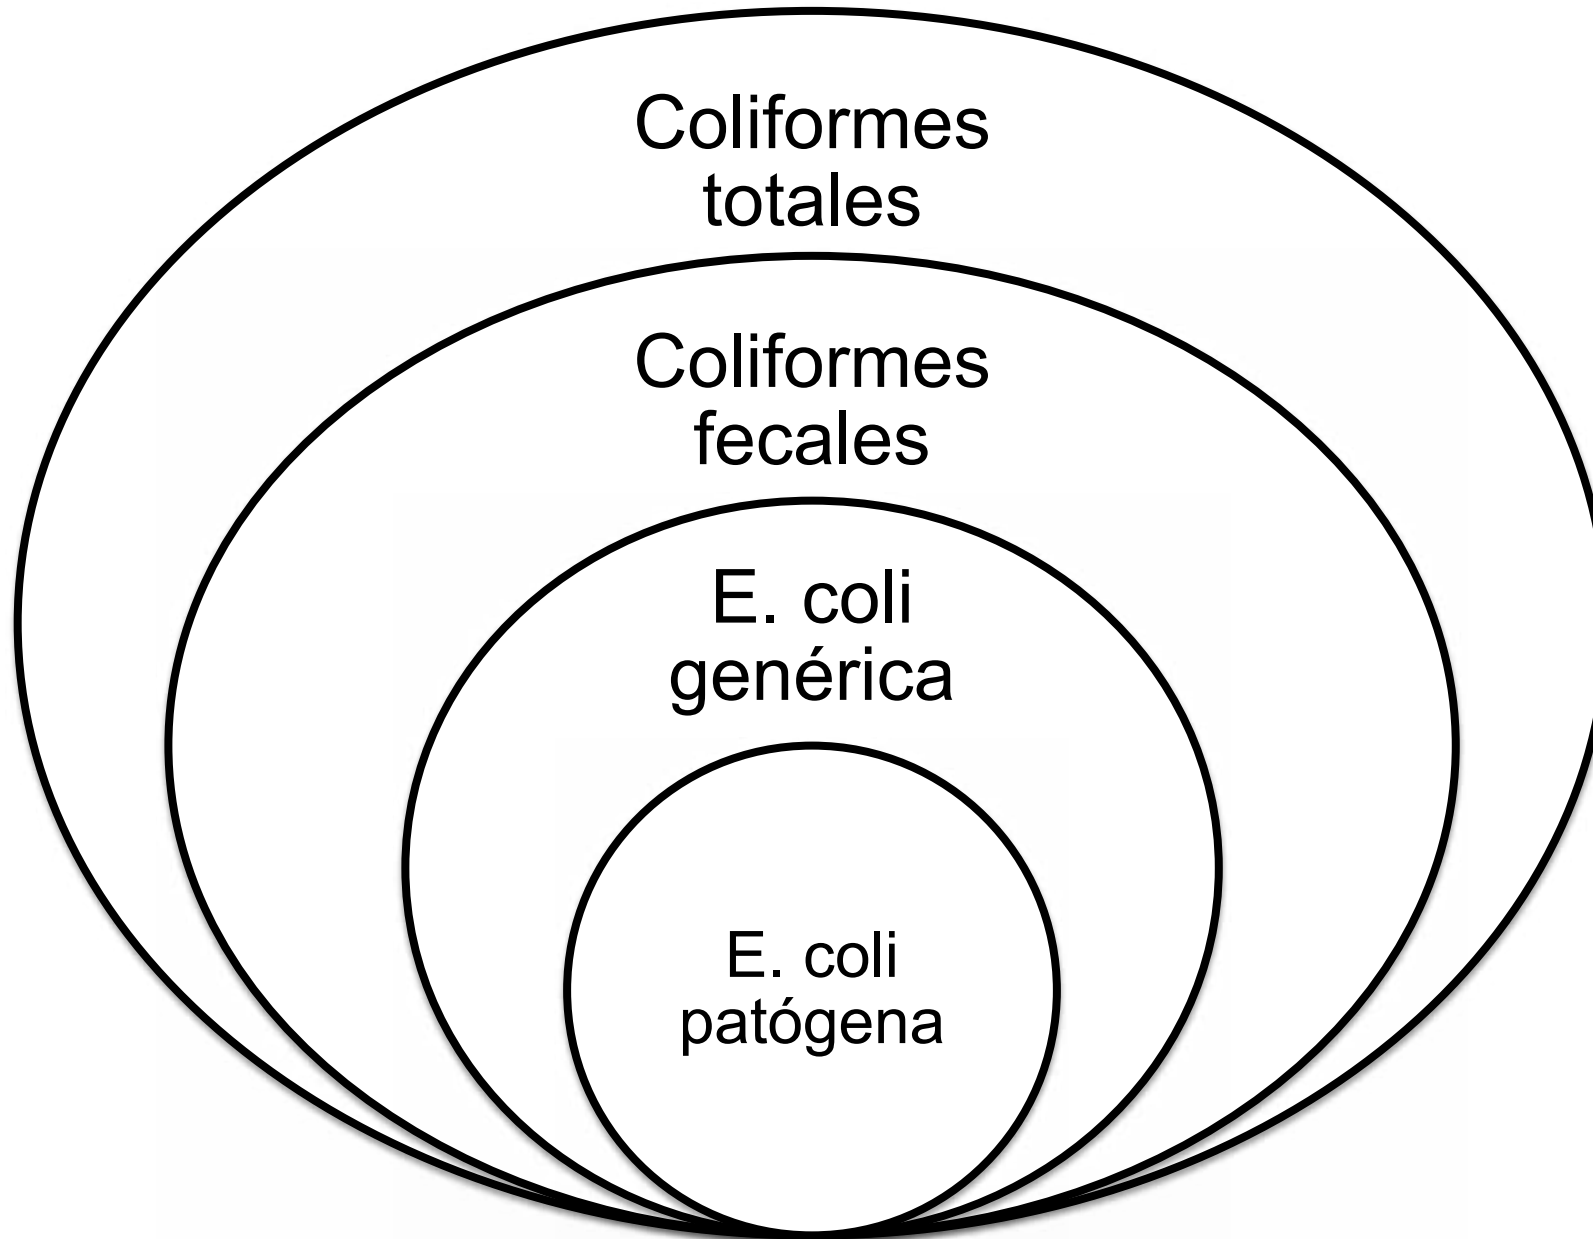 Coliformes
totales
Coliformes
fecales
E. coli
genérica
E. coli
patógena